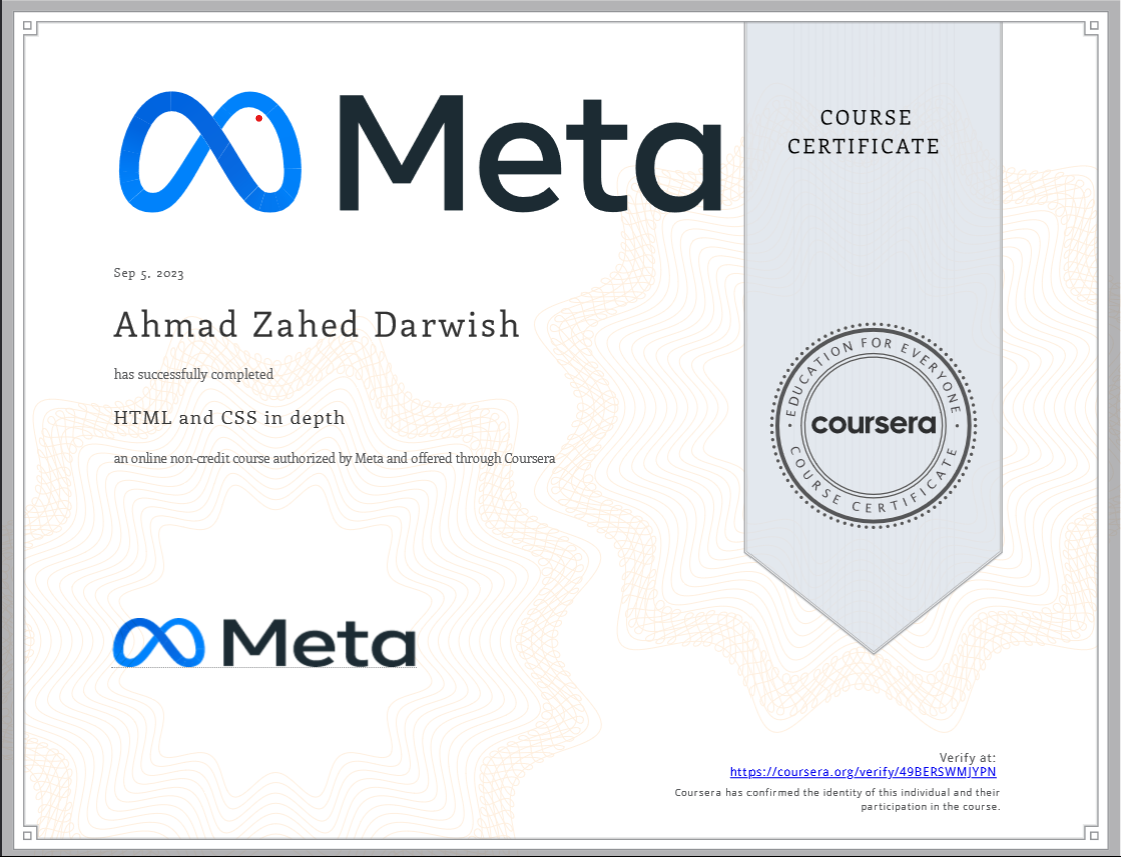 Meta
COURSE
CERTIFICATE
Sep 5, 2023
Ahmad Zahed Darwish
has successfully completed
HTML and CSS in depth
an online non-credit course authorized by Meta and offered through Coursera
EDUCATION FOR EVERYONE
coursera
COURSE CERTIFICATE
Meta
Verify at:
https://coursera.org/verify/49BERSWMJYPN
Coursera has confirmed the identity of this individual and their
participation in the course.